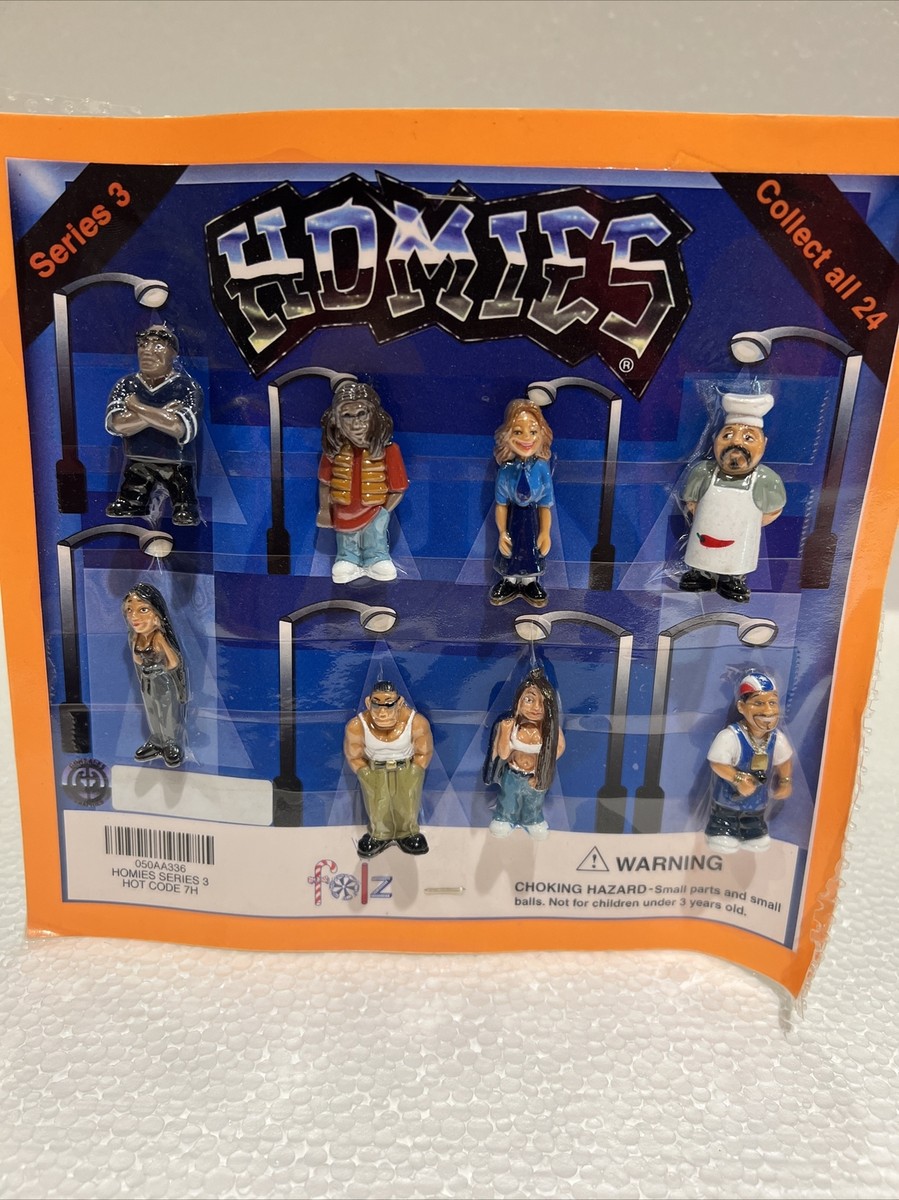 Series 3
HOMIES
®
Collect all 24
050AA336
HOMIES SERIES 3
HOT CODE 7H
folz
WARNING
CHOKING HAZARD-Small parts and small
balls. Not for children under 3 years old.